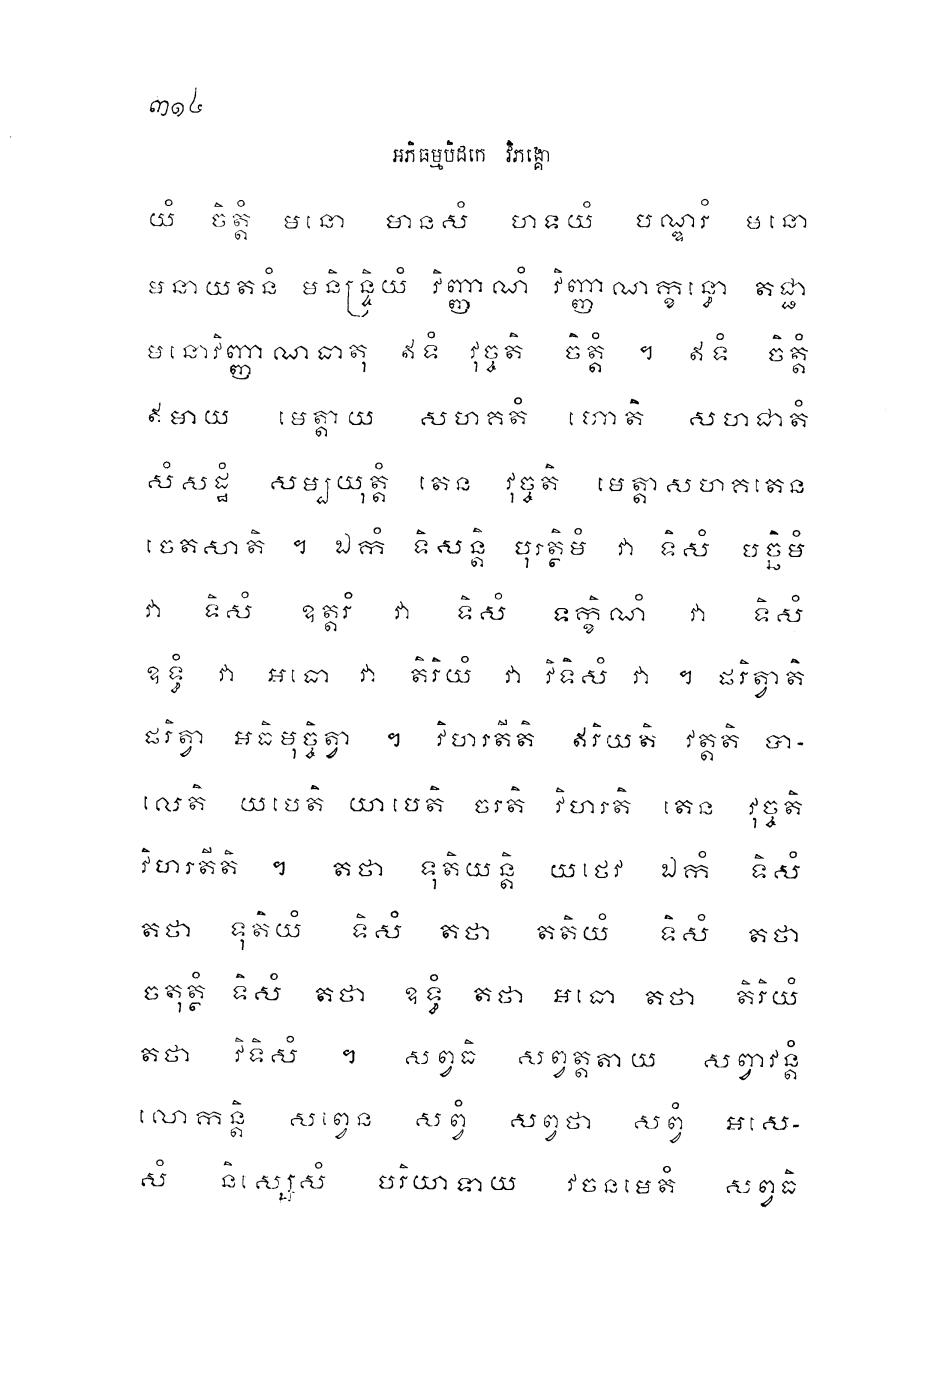 ៣១៤
អភិធម្មបិដកេ វិភង្គោ
យំ ចិត្តំ មនោ មានសំ ហទយំ បណ្ឌរំ មនោ
មនាយតនំ មនិន្ទ្រិយំ វិញ្ញាណំ វិញ្ញាណក្ខន្ធោ តជ្ជា
មនោវិញ្ញាណធាតុ ឥទំ វុច្ចតិ ចិត្តំ ។ ឥទំ ចិត្តំ
ឥមាយ មេត្តាយ សហគតំ ហោតិ សហជាតំ
សំសដ្ឋំ សម្បយុត្តំ តេន វុច្ចតិ មេត្តាសហគតេន
ចេតសាតិ ។ ឯកំ ទិសន្តិ បុរត្ថិមំ វា ទិសំ បច្ឆិមំ
វា ទិសំ ឧត្តរំ វា ទិសំ ទក្ខិណំ វា ទិសំ
ឧទ្ធំ វា អធោ វា តិរិយំ វា វិទិសំ វា ។ ផរិត្វាតិ
ផរិត្វា អធិមុច្ចិត្វា ។ វិហរតីតិ ឥរិយតិ វត្តតិ បា-
លេតិ យបេតិ យាបេតិ ចរតិ វិហរតិ តេន វុច្ចតិ
វិហរតីតិ ។ តថា ទុតិយន្តិ យថេវ ឯកំ ទិសំ
តថា ទុតិយំ ទិសំ តថា តតិយំ ទិសំ តថា
ចតុត្ថំ ទិសំ តថា ឧទ្ធំ តថា អធោ តថា តិរិយំ
តថា វិទិសំ ។ សព្វធិ សព្វត្តតាយ សព្វាវន្តំ
លោកន្តិ សព្វេន សព្វំ សព្វថា សព្វំ អសេ-
សំ និស្សេសំ បរិយាទាយ វចនមេតំ សព្វធិ